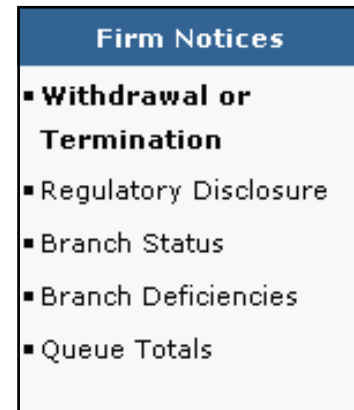 Firm Notices
▪ Withdrawal or
Termination
▪ Regulatory Disclosure
▪ Branch Status
▪ Branch Deficiencies
▪ Queue Totals